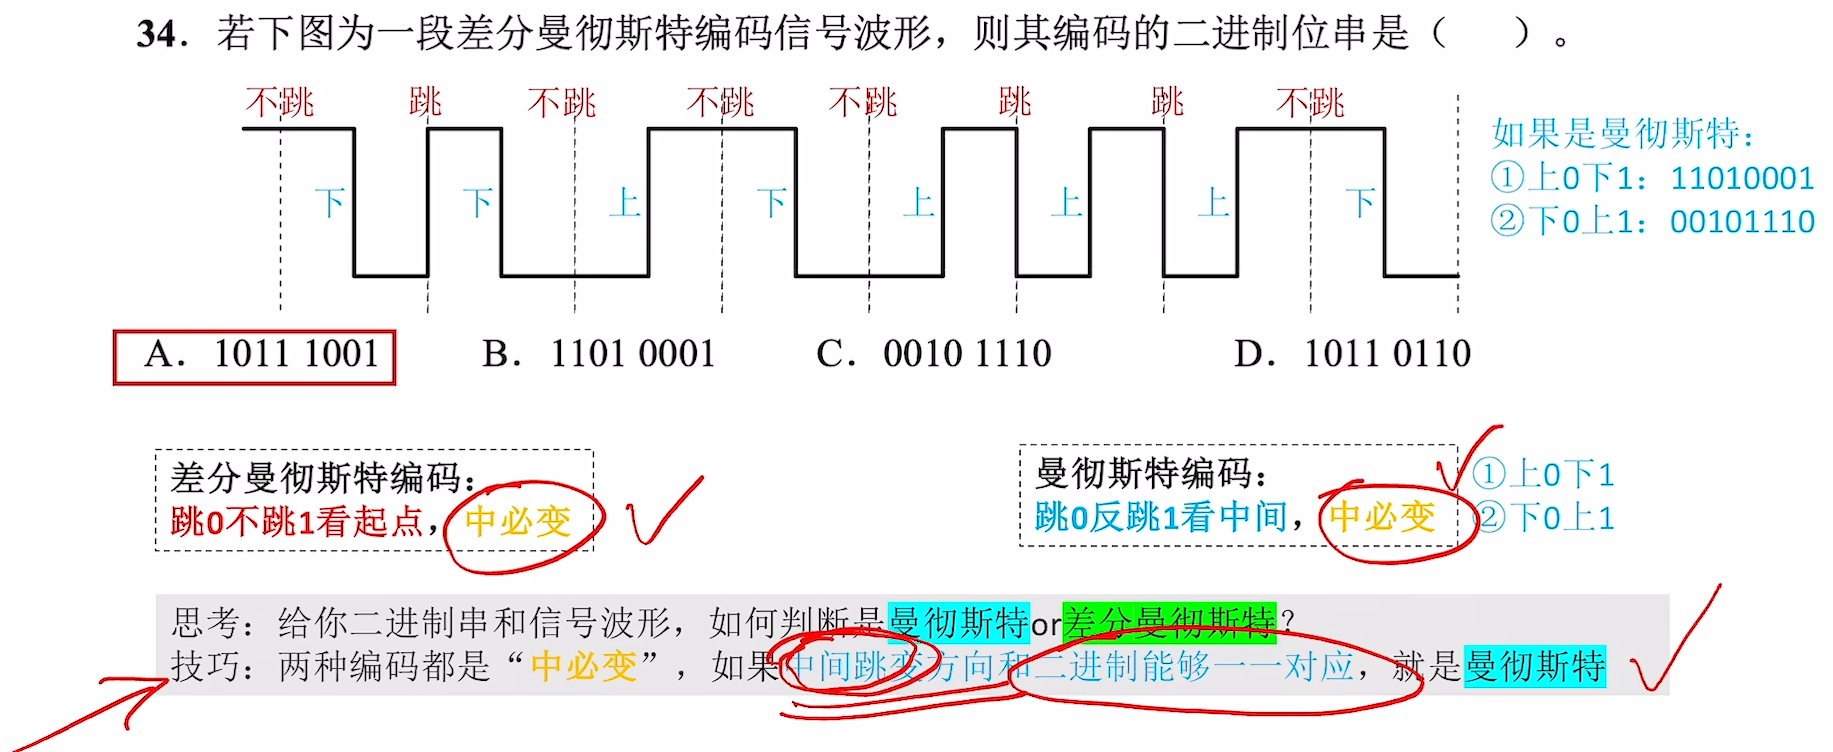 34. 若下图为一段差分曼彻斯特编码信号波形，则其编码的二进制位串是（　　）。
不跳 跳 不跳 不跳 不跳 跳 跳 不跳
下 下 上 下 上 上 上 下
如果是曼彻斯特：
①上0下1：11010001
②下0上1：00101110
A. 1011 1001 B. 1101 0001 C. 0010 1110 D. 1011 0110
差分曼彻斯特编码：
跳0不跳1看起点，中必变
曼彻斯特编码：
跳0反跳1看中间，中必变
①上0下1
②下0上1
思考：给你二进制串和信号波形，如何判断是曼彻斯特or差分曼彻斯特？
技巧：两种编码都是“中必变”，如果中间跳变方向和二进制能够一一对应，就是曼彻斯特